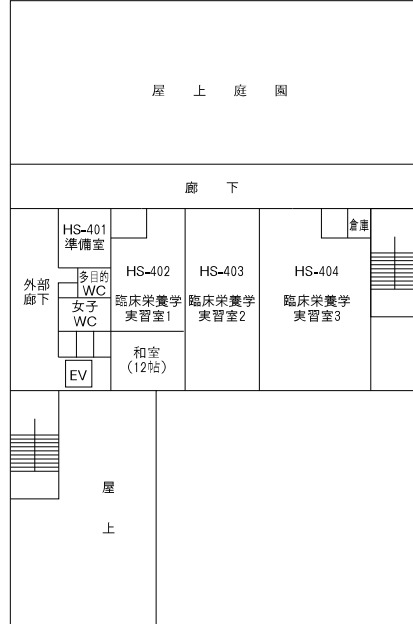 屋上庭園
廊下
HS-401
準備室
倉庫
HS-402
HS-403
HS-404
多目的
WC
外部
廊下
臨床栄養学
実習室1
臨床栄養学
実習室2
臨床栄養学
実習室3
女子
WC
和室
(12帖)
EV
屋
上